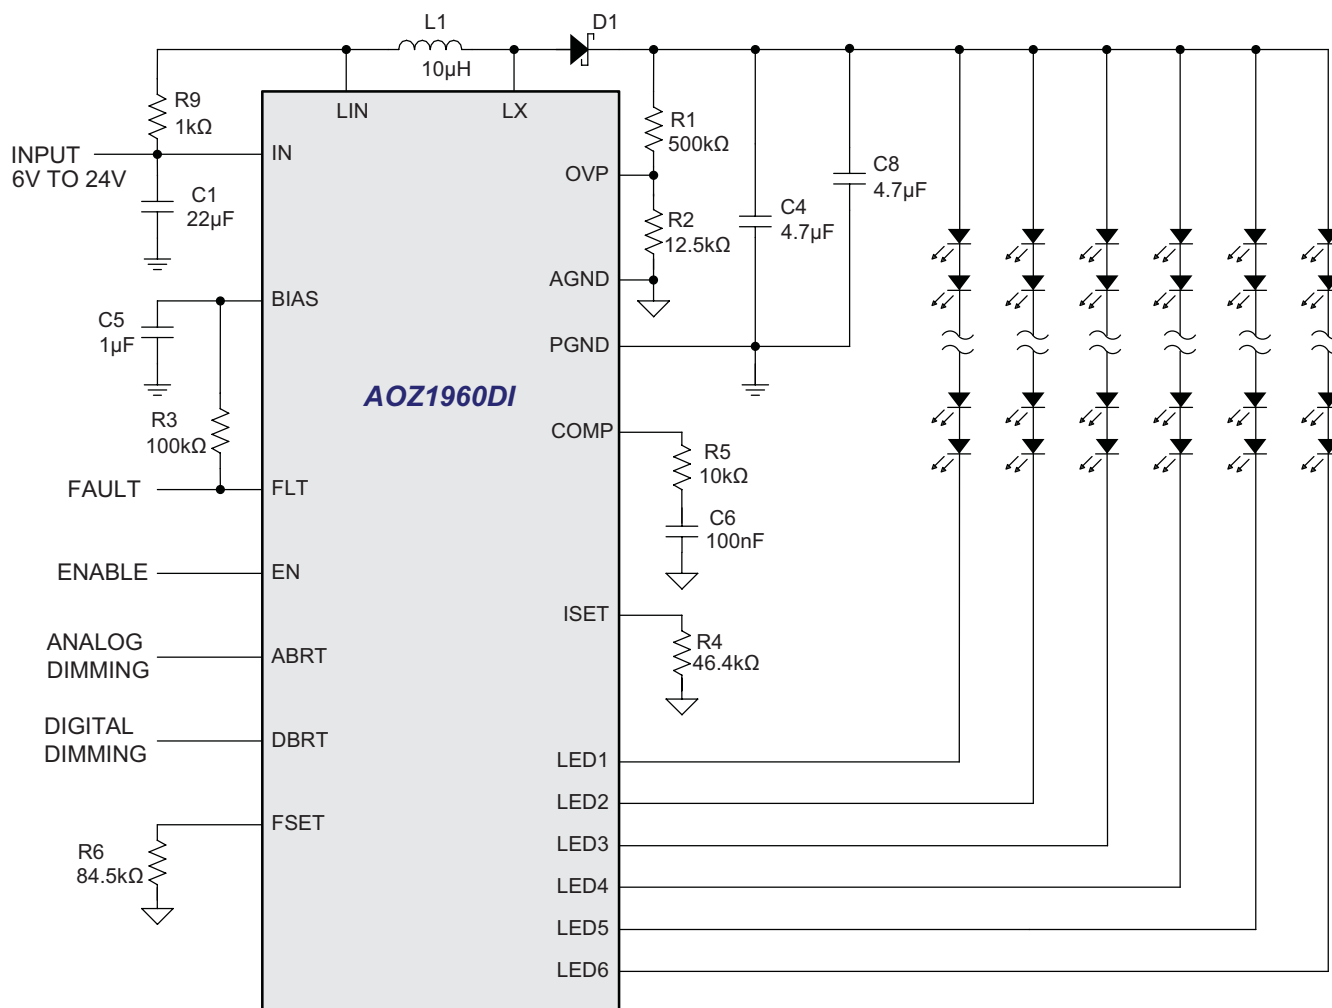 L1
D1
10µH
LIN
LX
R9
1kΩ
INPUT
6V TO 24V
IN
C1
22µF
R1
500kΩ
OVP
C8
4.7µF
R2
12.5kΩ
C4
4.7µF
AGND
BIAS
C5
1µF
PGND
AOZ1960DI
R3
100kΩ
COMP
R5
10kΩ
FAULT
FLT
C6
100nF
ENABLE
EN
ISET
ANALOG
DIMMING
ABRT
R4
46.4kΩ
DIGITAL
DIMMING
DBRT
LED1
LED2
FSET
LED3
R6
84.5kΩ
LED4
LED5
LED6